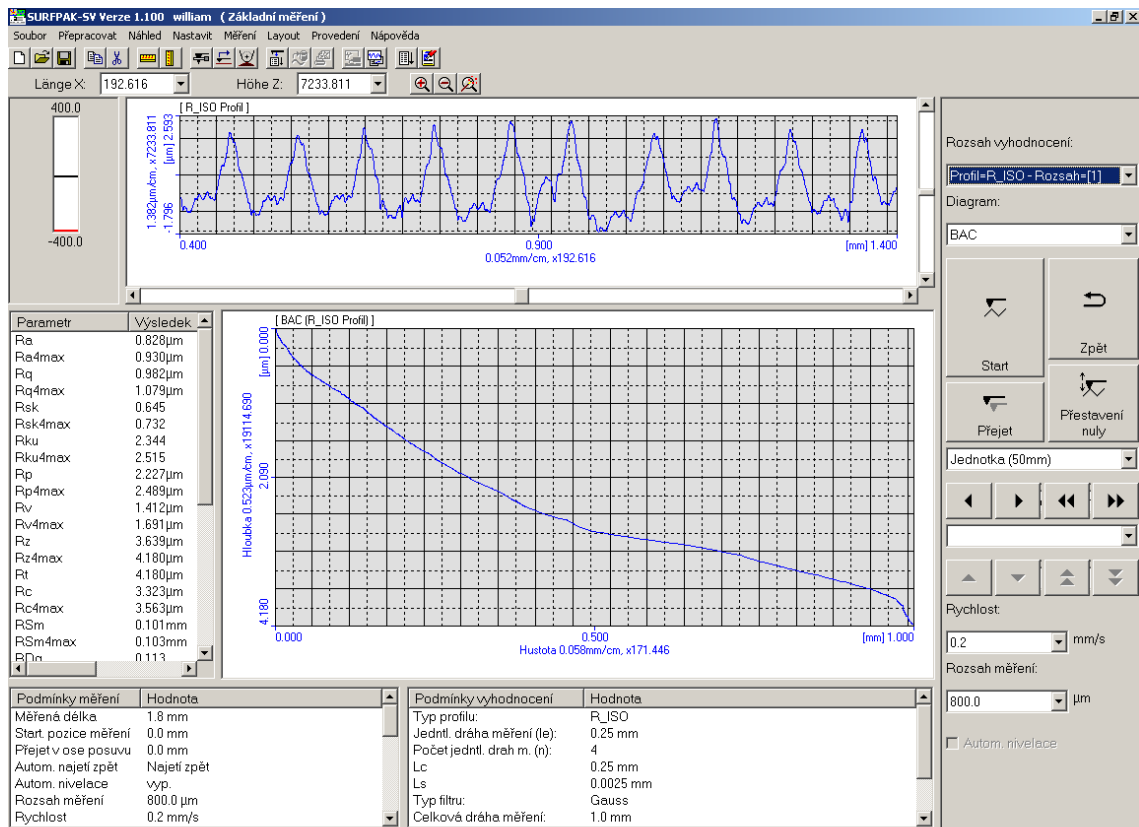 SURFPAK-SV Verze 1.100 william ( Základní měření )
Soubor Přepracovat Náhled Nastavit Měření Layout Provedení Nápověda
Länge X: 192.616 Höhe Z: 7233.811
400.0
-400.0
[ R_ISO Profil ]
1.382µm/cm, x7233.811
-1.796 [µm] 2.593
0.400 0.900 [mm] 1.400
0.052mm/cm, x192.616
Parametr Výsledek
Ra 0.828µm
Ra4max 0.930µm
Rq 0.982µm
Rq4max 1.079µm
Rsk 0.645
Rsk4max 0.732
Rku 2.344
Rku4max 2.515
Rp 2.227µm
Rp4max 2.489µm
Rv 1.412µm
Rv4max 1.691µm
Rz 3.639µm
Rz4max 4.180µm
Rt 4.180µm
Rc 3.323µm
Rc4max 3.563µm
RSm 0.101mm
RSm4max 0.103mm
RDq 0.113
[ BAC (R_ISO Profil) ]
Hloubka 0.523µm/cm, x19114.690
4.180 2.090 [µm] 0.000
0.000 0.500 [mm] 1.000
Hustota 0.058mm/cm, x171.446
Rozsah vyhodnocení:
Profil=R_ISO - Rozsah=[1]
Diagram:
BAC
Start
Zpět
Přejet
Přestavení
nuly
Jednotka (50mm)
Rychlost:
0.2 mm/s
Rozsah měření:
800.0 µm
Autom. nivelace
Podmínky měření Hodnota
Měřená délka 1.8 mm
Start. pozice měření 0.0 mm
Přejet v ose posuvu 0.0 mm
Autom. najetí zpět Najetí zpět
Autom. nivelace vyp.
Rozsah měření 800.0 µm
Rychlost 0.2 mm/s
Podmínky vyhodnocení Hodnota
Typ profilu: R_ISO
Jedntl. dráha měření (le): 0.25 mm
Počet jedntl. drah m. (n): 4
Lc 0.25 mm
Ls 0.0025 mm
Typ filtru: Gauss
Celková dráha měření: 1.0 mm